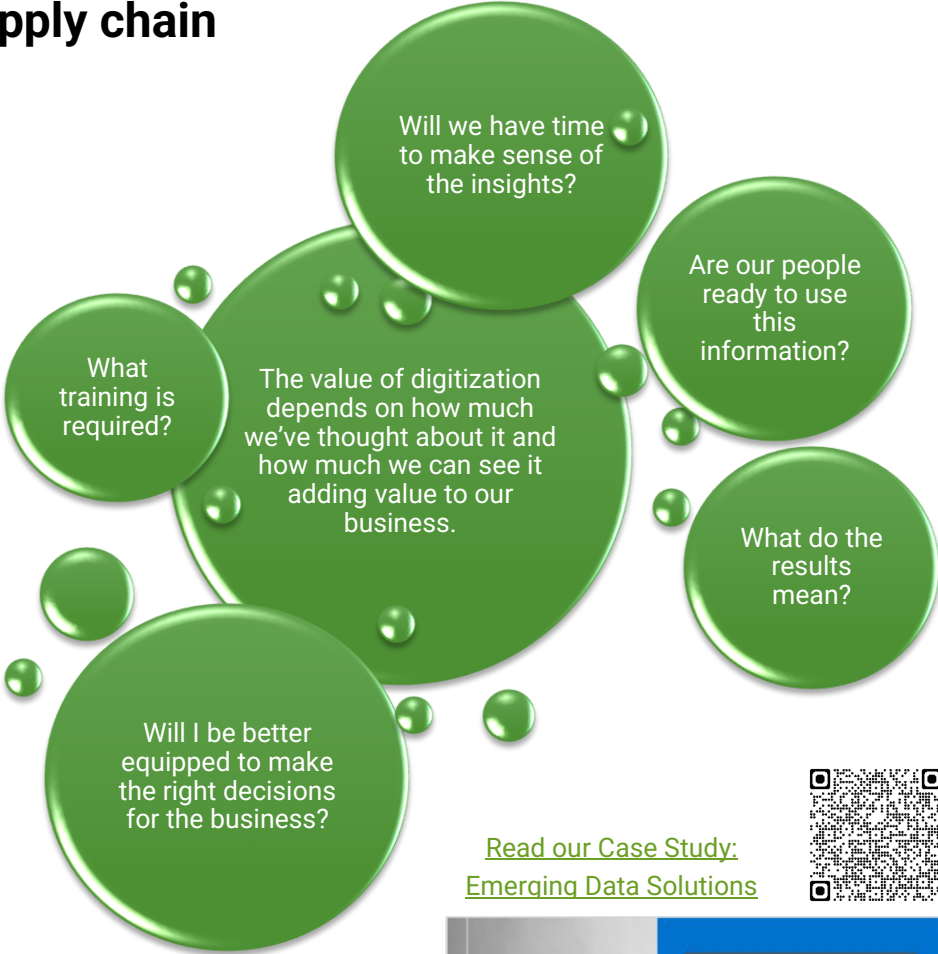 pply chain
Will we have time
to make sense of
the insights?
Are our people
ready to use
this
information?
What
training is
required?
The value of digitization
depends on how much
we’ve thought about it and
how much we can see it
adding value to our
business.
What do the
results
mean?
Will I be better
equipped to make
the right decisions
for the business?
Read our Case Study:
Emerging Data Solutions